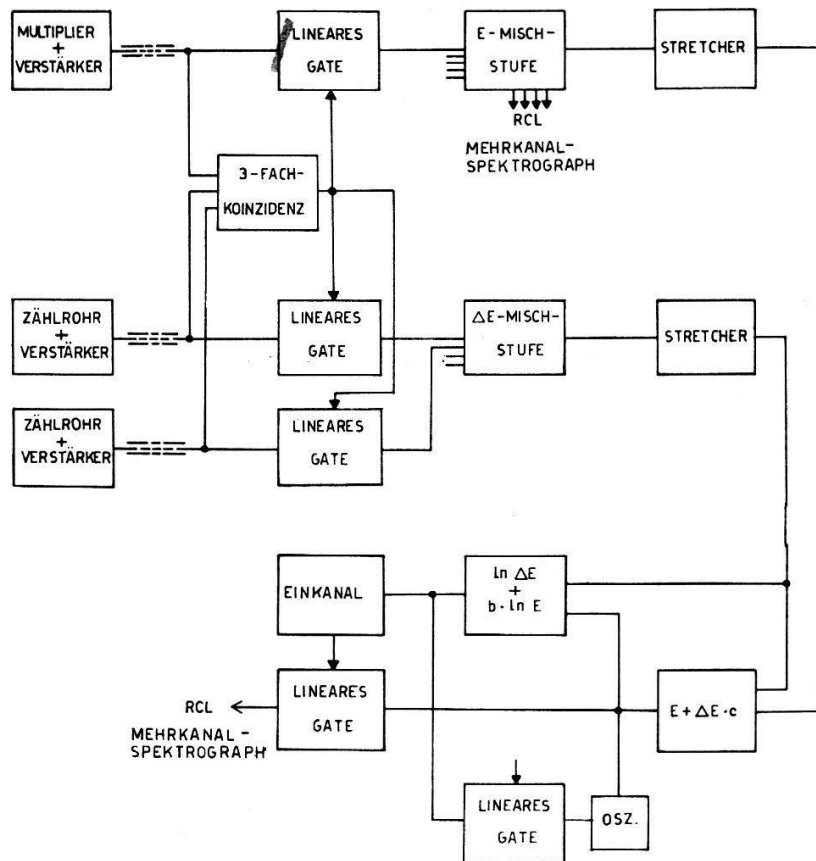 MULTIPLIER
+
VERSTÄRKER
LINEARES
GATE
E-MISCH-
STUFE
STRETCHER
RCL
MEHRKANAL-
SPEKTROGRAPH
3-FACH-
KOINZIDENZ
ZÄHLROHR
+
VERSTÄRKER
LINEARES
GATE
ΔE-MISCH-
STUFE
STRETCHER
ZÄHLROHR
+
VERSTÄRKER
LINEARES
GATE
EINKANAL
ln ΔE
+
b·ln E
RCL
MEHRKANAL-
SPEKTROGRAPH
LINEARES
GATE
E+ΔE·c
LINEARES
GATE
OSZ.